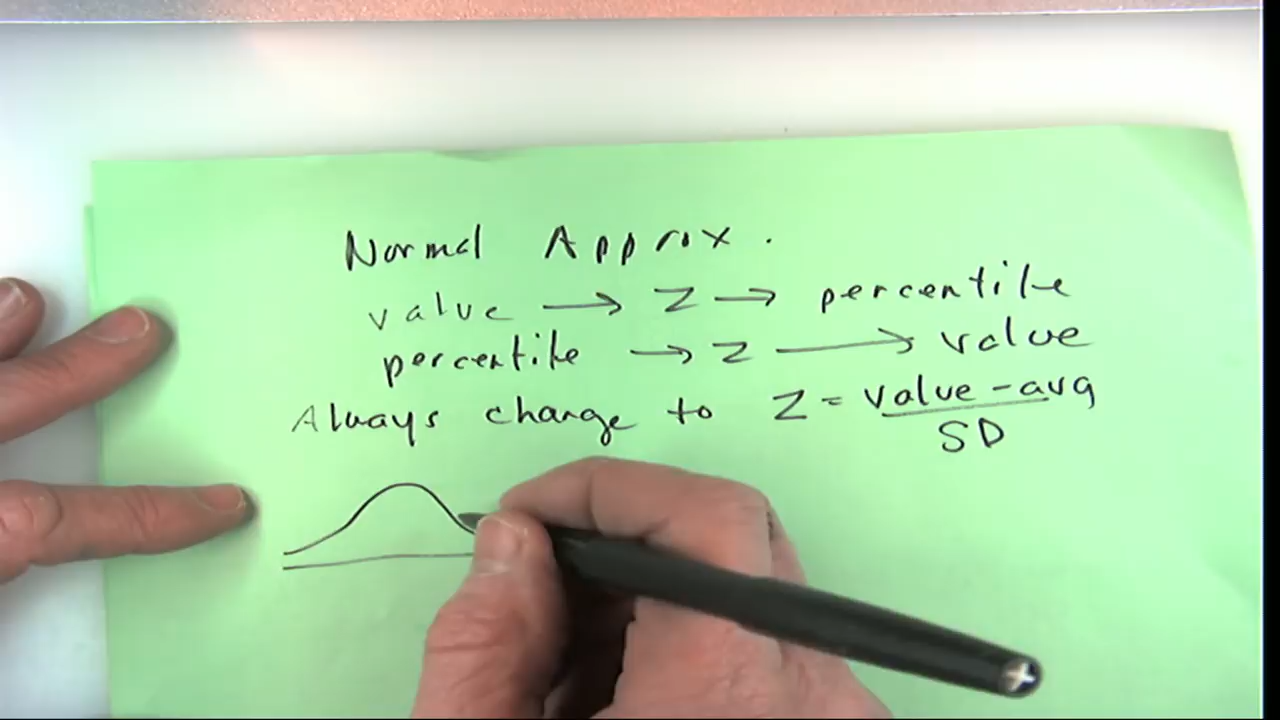 Normal Approx.
value → Z → percentile
percentile → Z → value
Always change to Z = value - avg / SD